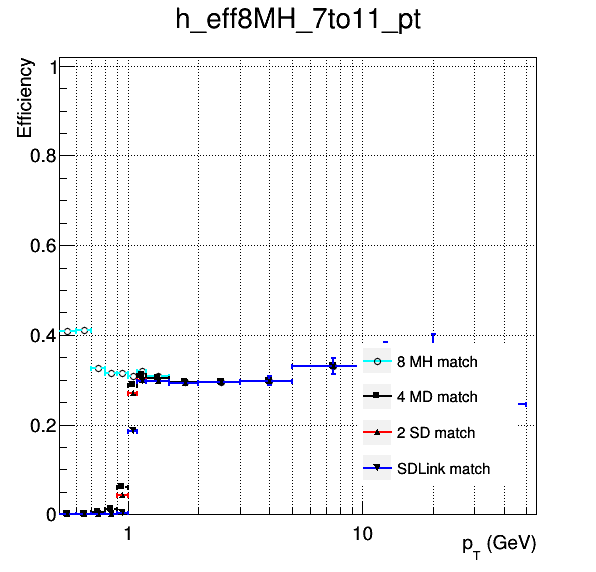 h_eff8MH_7to11_pt
Efficiency
1
0.8
0.6
0.4
0.2
0
8 MH match
4 MD match
2 SD match
SDLink match
1
10
p_T (GeV)